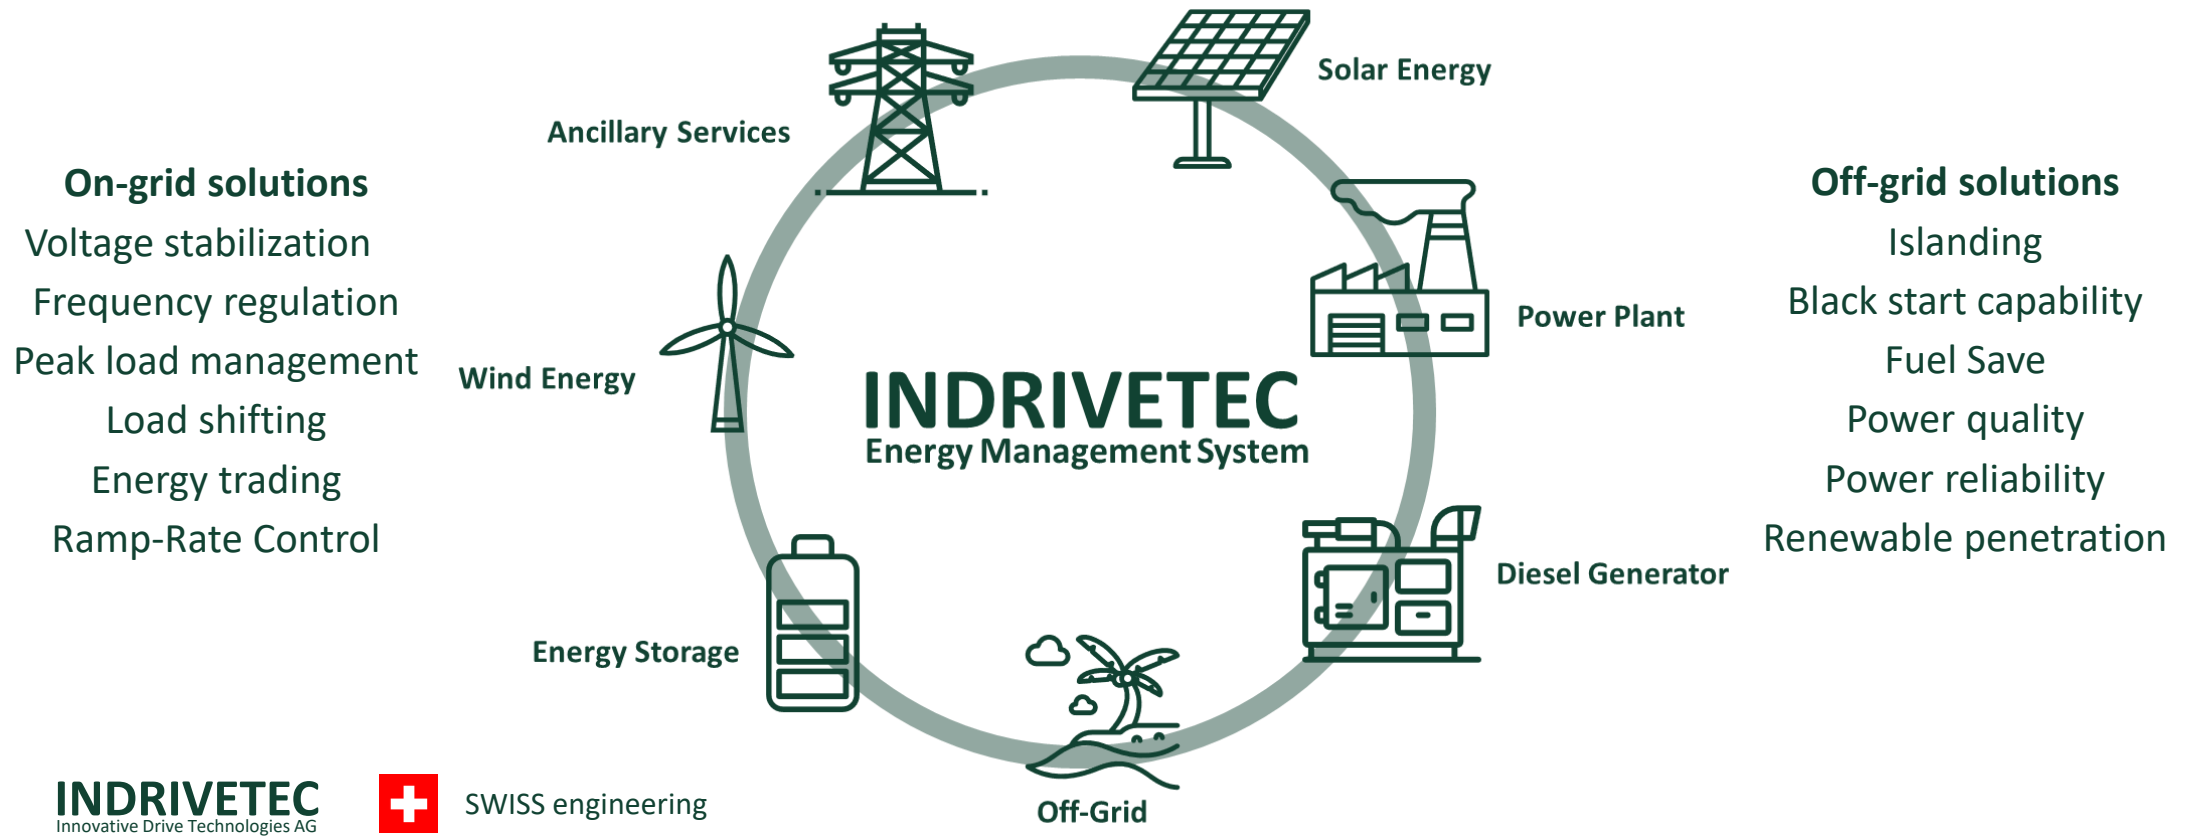 On-grid solutions
Voltage stabilization
Frequency regulation
Peak load management
Load shifting
Energy trading
Ramp-Rate Control
Ancillary Services
Solar Energy
Wind Energy
Power Plant
INDRIVETEC
Energy Management System
Energy Storage
Diesel Generator
Off-Grid
Off-grid solutions
Islanding
Black start capability
Fuel Save
Power quality
Power reliability
Renewable penetration
INDRIVETEC
Innovative Drive Technologies AG
SWISS engineering